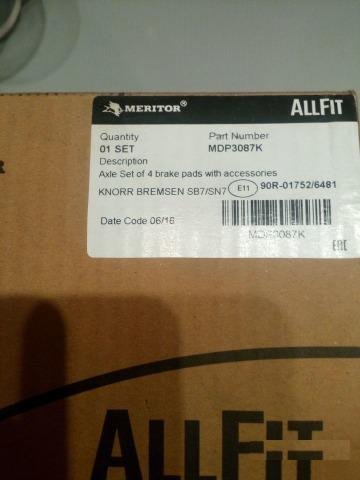 MERITOR® ALLFIT
Quantity Part Number
01 SET MDP3087K
Description
Axle Set of 4 brake pads with accessories
KNORR BREMSEN SB7/SN7 E11 90R-01752/6481
Date Code 06/16
MDP3087K
EAC
ALLFIT